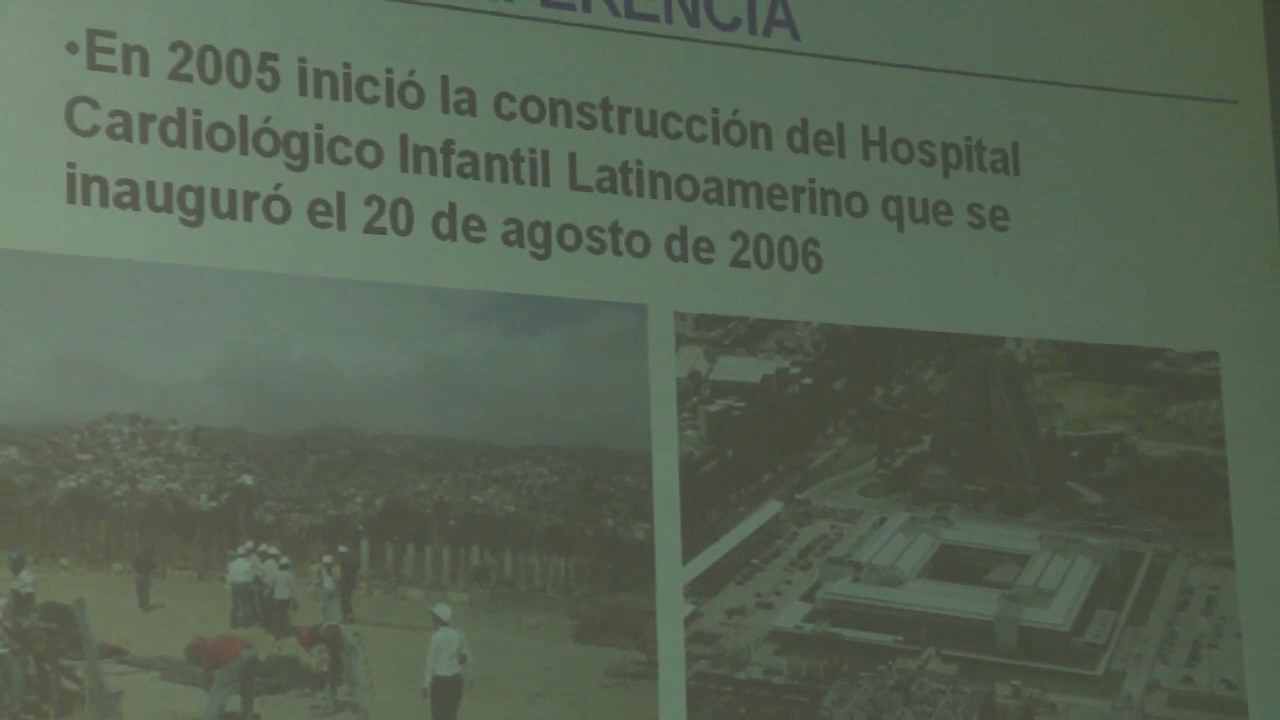 ERENCIA
•En 2005 inició la construcción del Hospital
Cardiológico Infantil Latinoamerino que se
inauguró el 20 de agosto de 2006